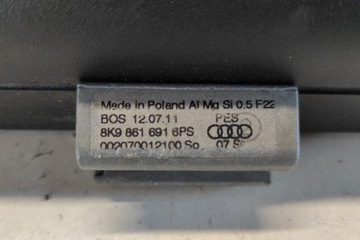 Made in Poland Al Mg Si 0.5 F22
BOS 12.07.11 PES
8K9 861 691 6PS
002070012100 So. 07 S